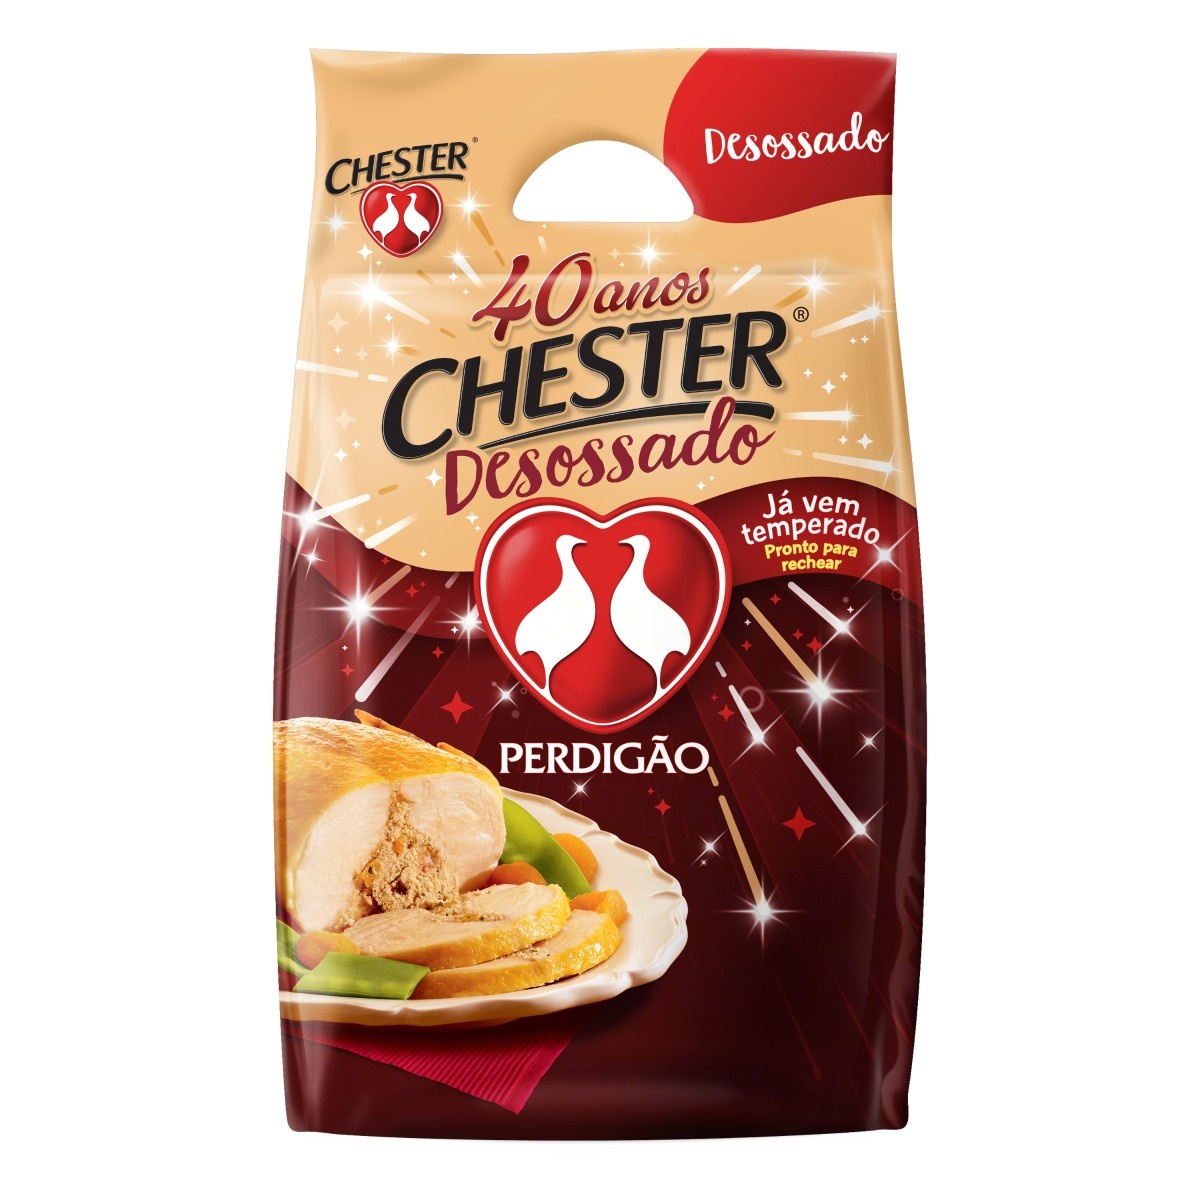 Desossado
CHESTER®
40 anos
CHESTER®
Desossado
Já vem
temperado
Pronto para
rechear
PERDIGÃO